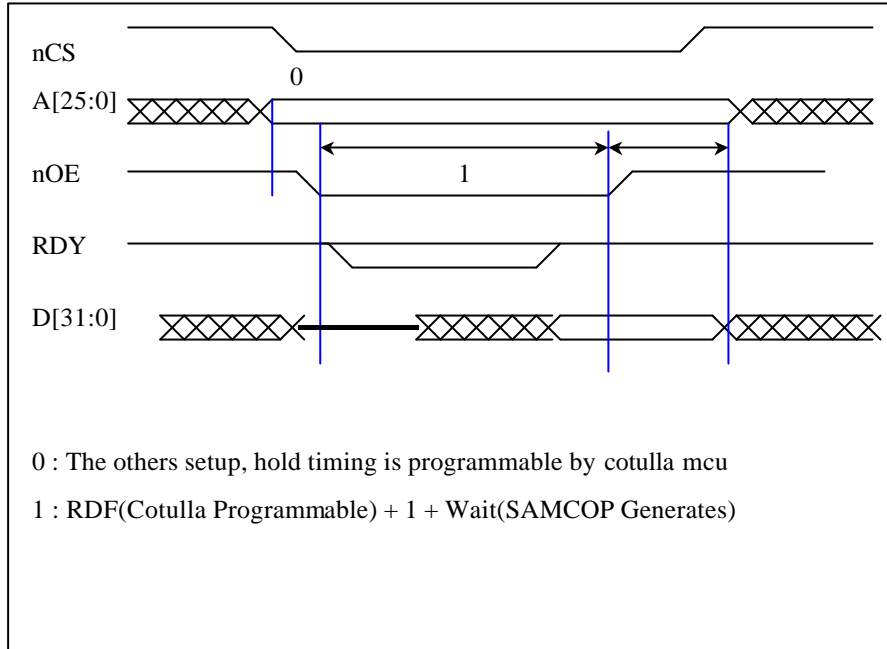 nCS
0
A[25:0]
nOE
1
RDY
D[31:0]
0 : The others setup, hold timing is programmable by cotulla mcu
1 : RDF(Cotulla Programmable) + 1 + Wait(SAMCOP Generates)